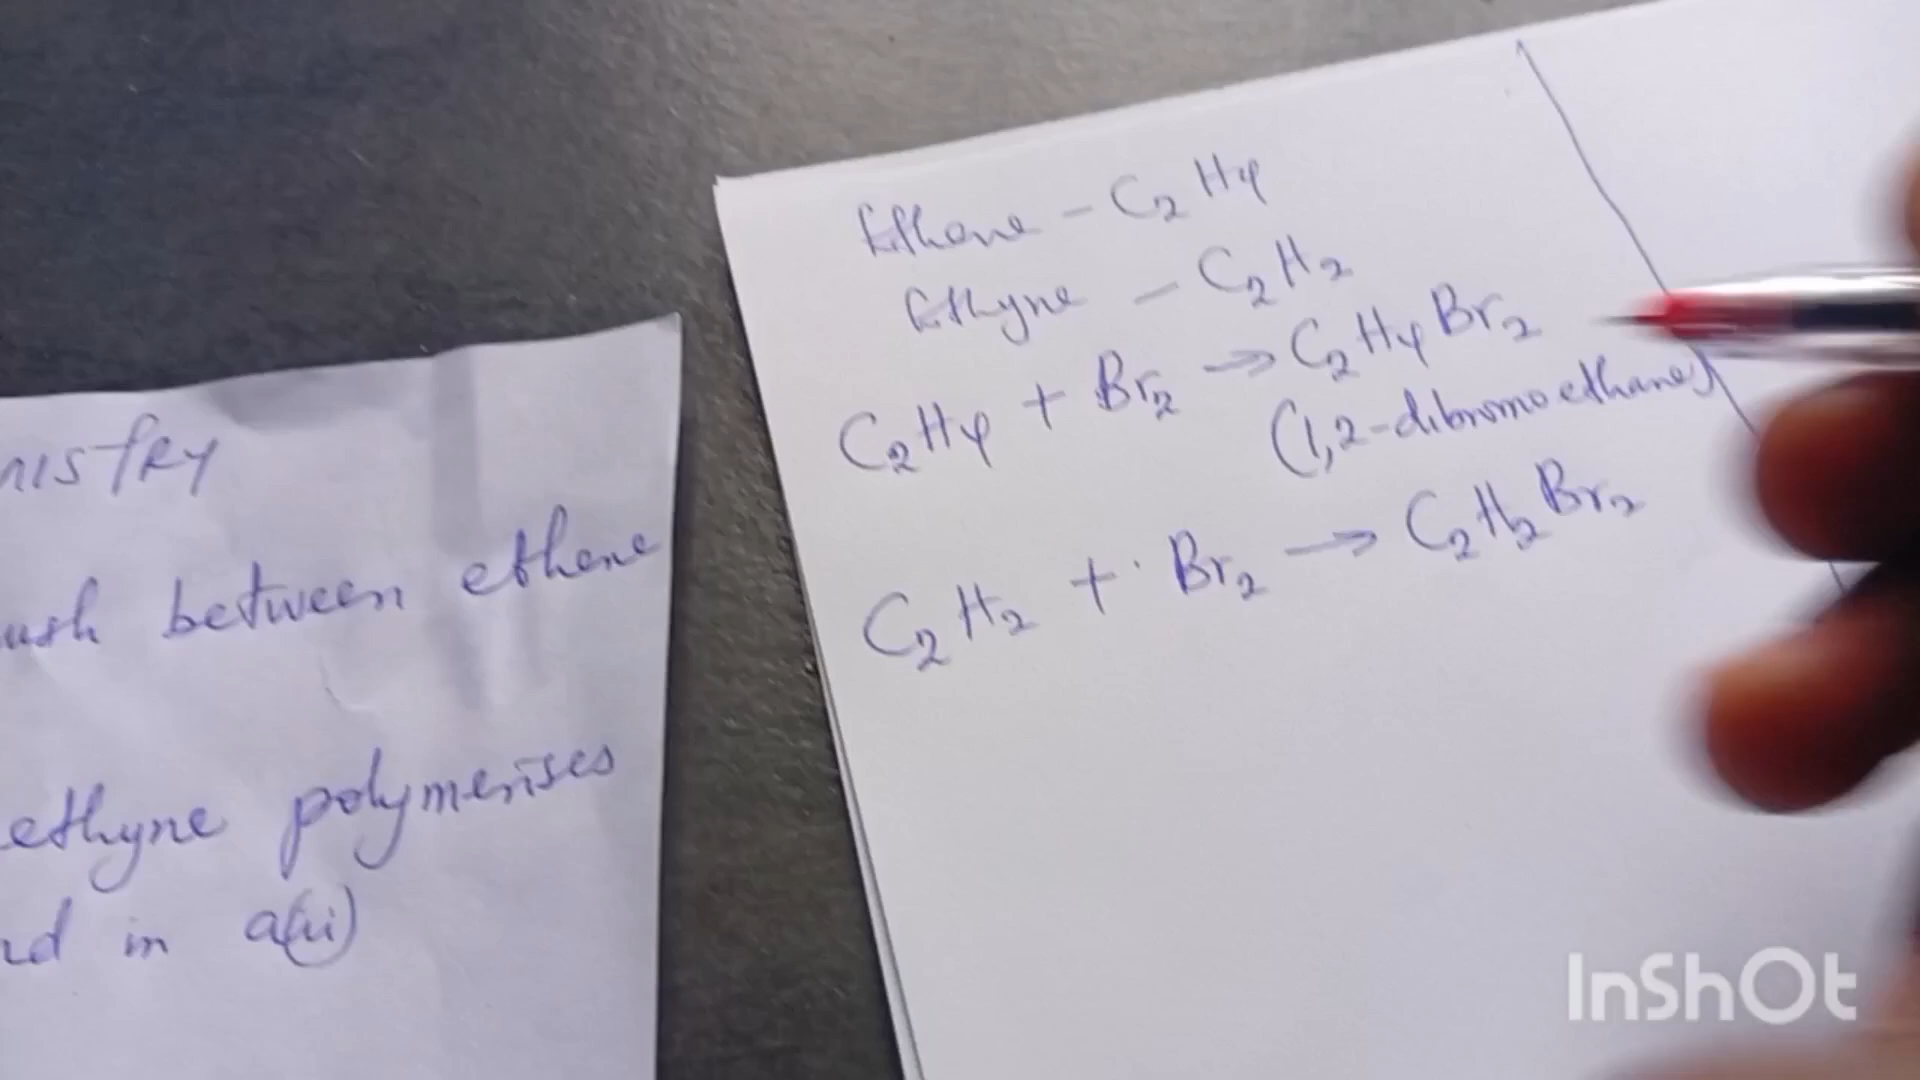 nistry
ush between ethene
ethyne polymerises
nd in a(ii)
Ethene - C2H4
Ethyne - C2H2
C2H4 + Br2 → C2H4Br2
(1,2-dibromoethane)
C2H2 + Br2 → C2H2Br2
InShOt